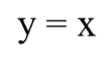 y = x